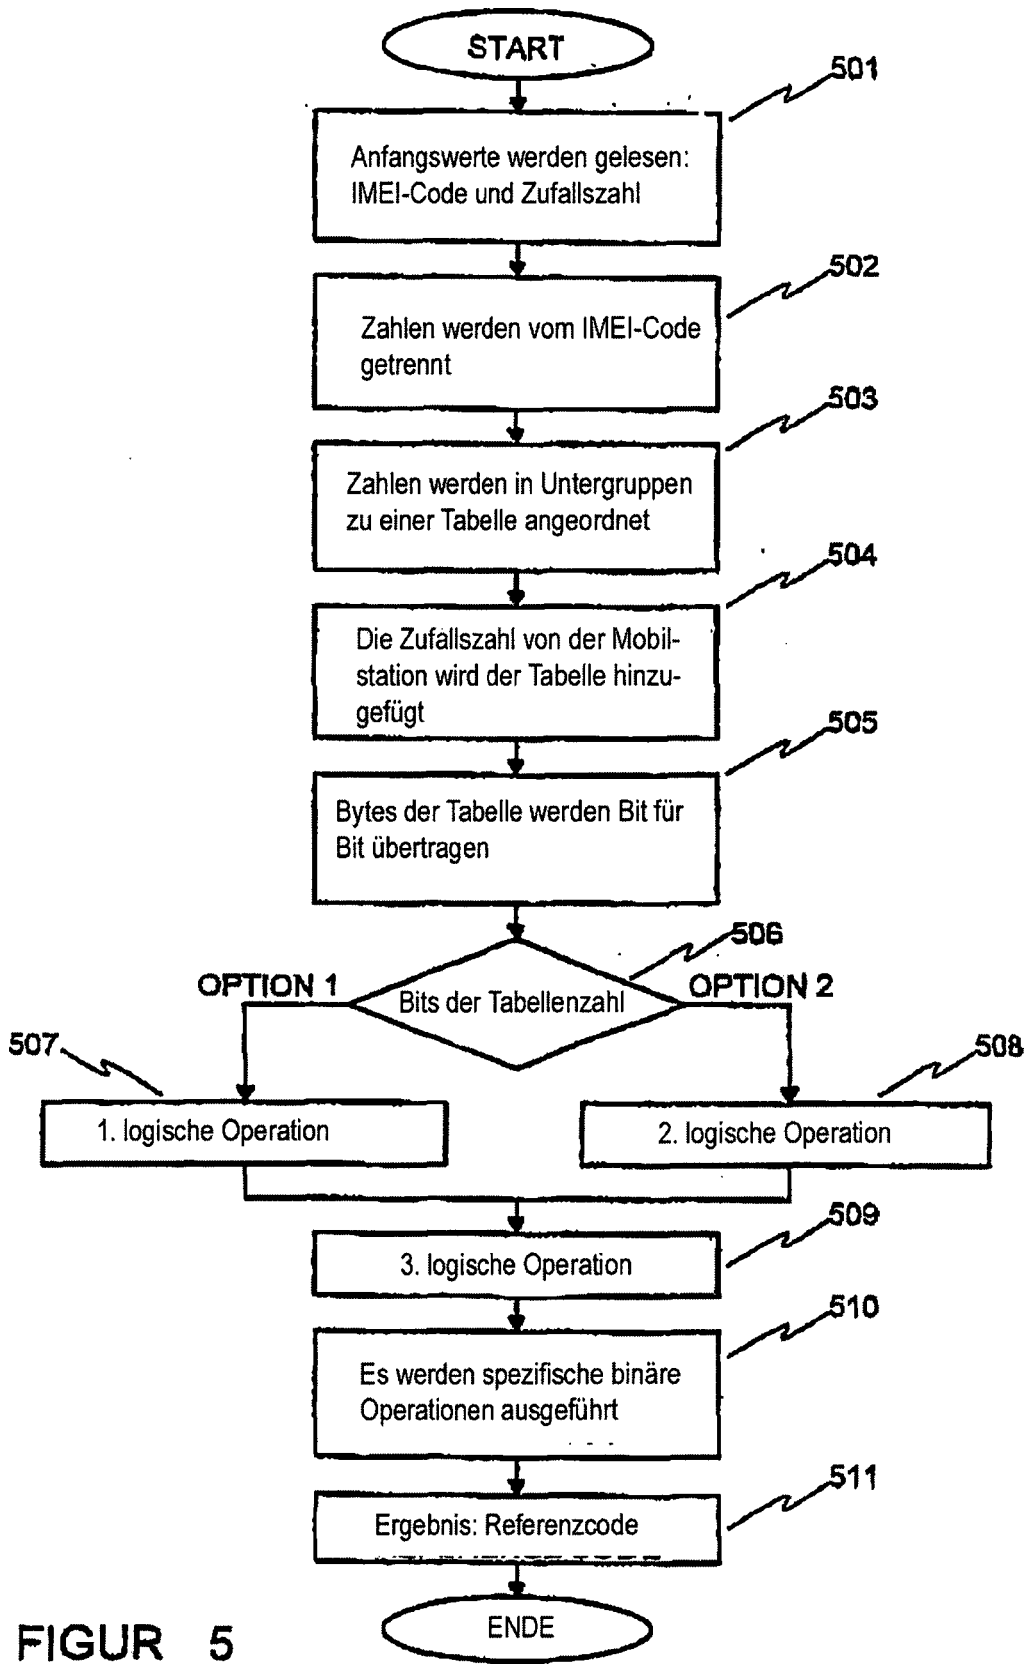 START
501
Anfangswerte werden gelesen:
IMEI-Code und Zufallszahl
502
Zahlen werden vom IMEI-Code
getrennt
503
Zahlen werden in Untergruppen
zu einer Tabelle angeordnet
504
Die Zufallszahl von der Mobil-
station wird der Tabelle hinzu-
gefügt
505
Bytes der Tabelle werden Bit für
Bit übertragen
506
OPTION 1
Bits der Tabellenzahl
OPTION 2
507
508
1. logische Operation
2. logische Operation
509
3. logische Operation
510
Es werden spezifische binäre
Operationen ausgeführt
511
Ergebnis: Referenzcode
ENDE
FIGUR 5